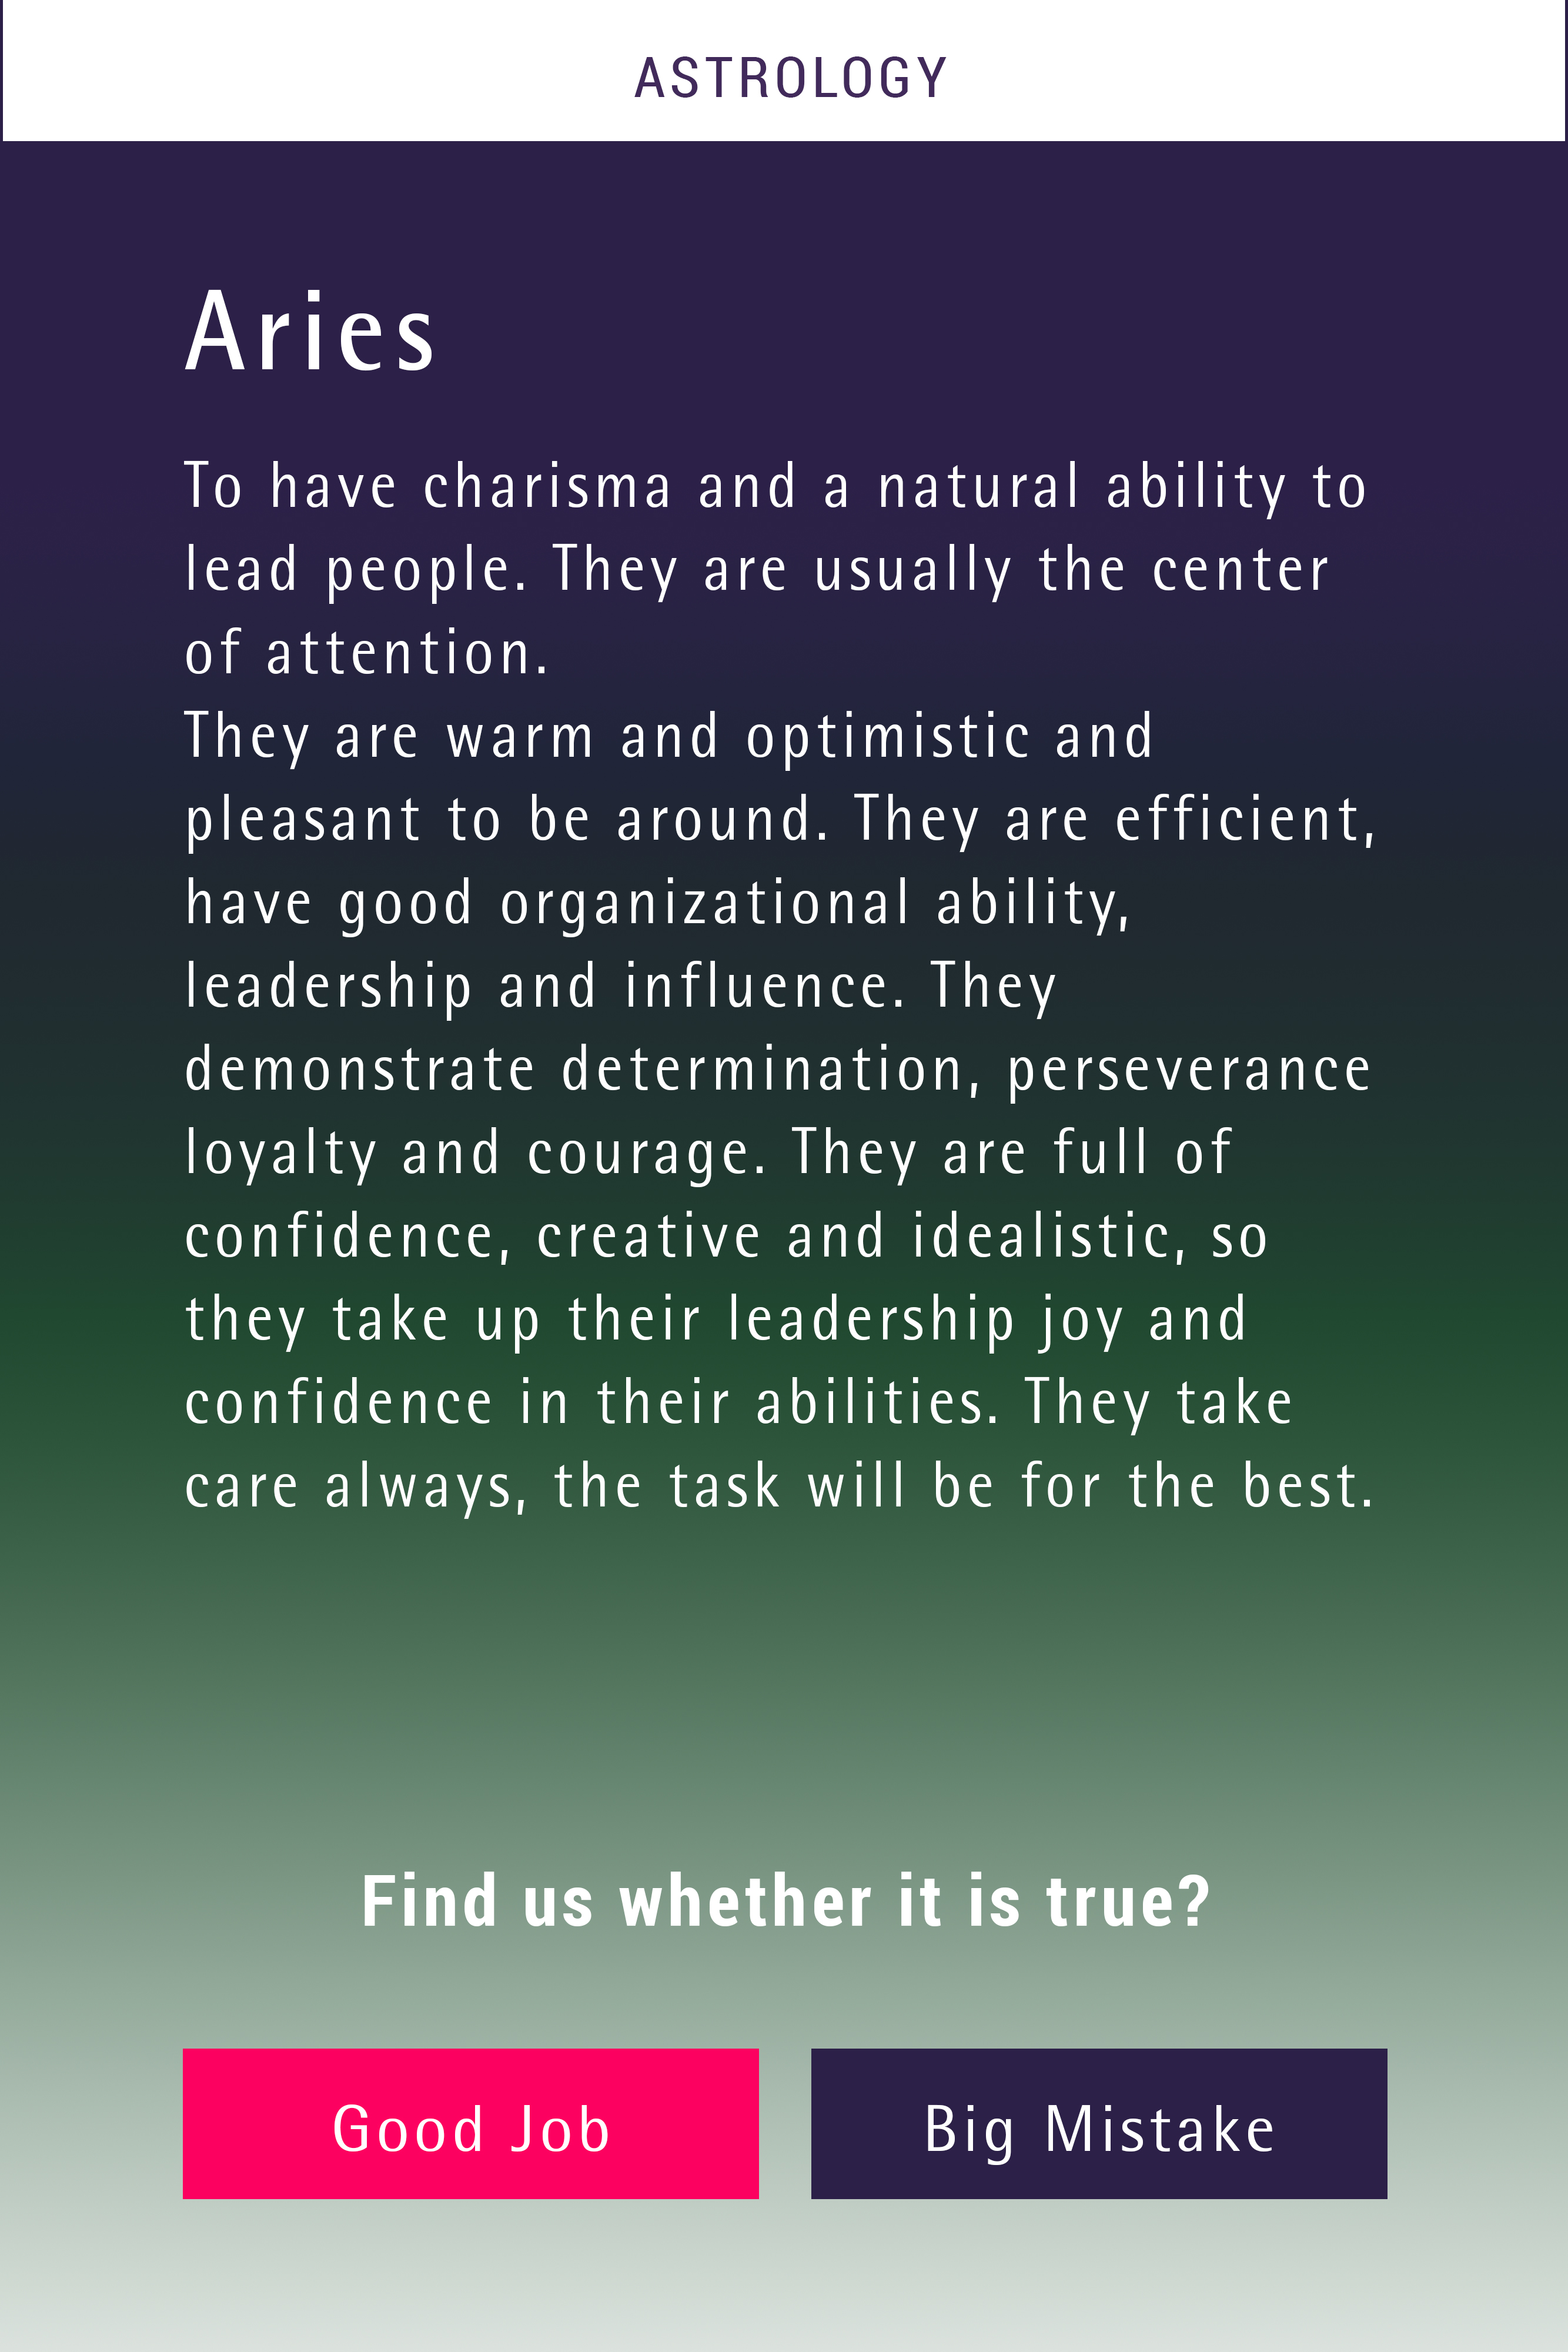 ASTROLOGY
Aries
To have charisma and a natural ability to
lead people. They are usually the center
of attention.
They are warm and optimistic and
pleasant to be around. They are efficient,
have good organizational ability,
leadership and influence. They
demonstrate determination, perseverance
loyalty and courage. They are full of
confidence, creative and idealistic, so
they take up their leadership joy and
confidence in their abilities. They take
care always, the task will be for the best.
Find us whether it is true?
Good Job
Big Mistake